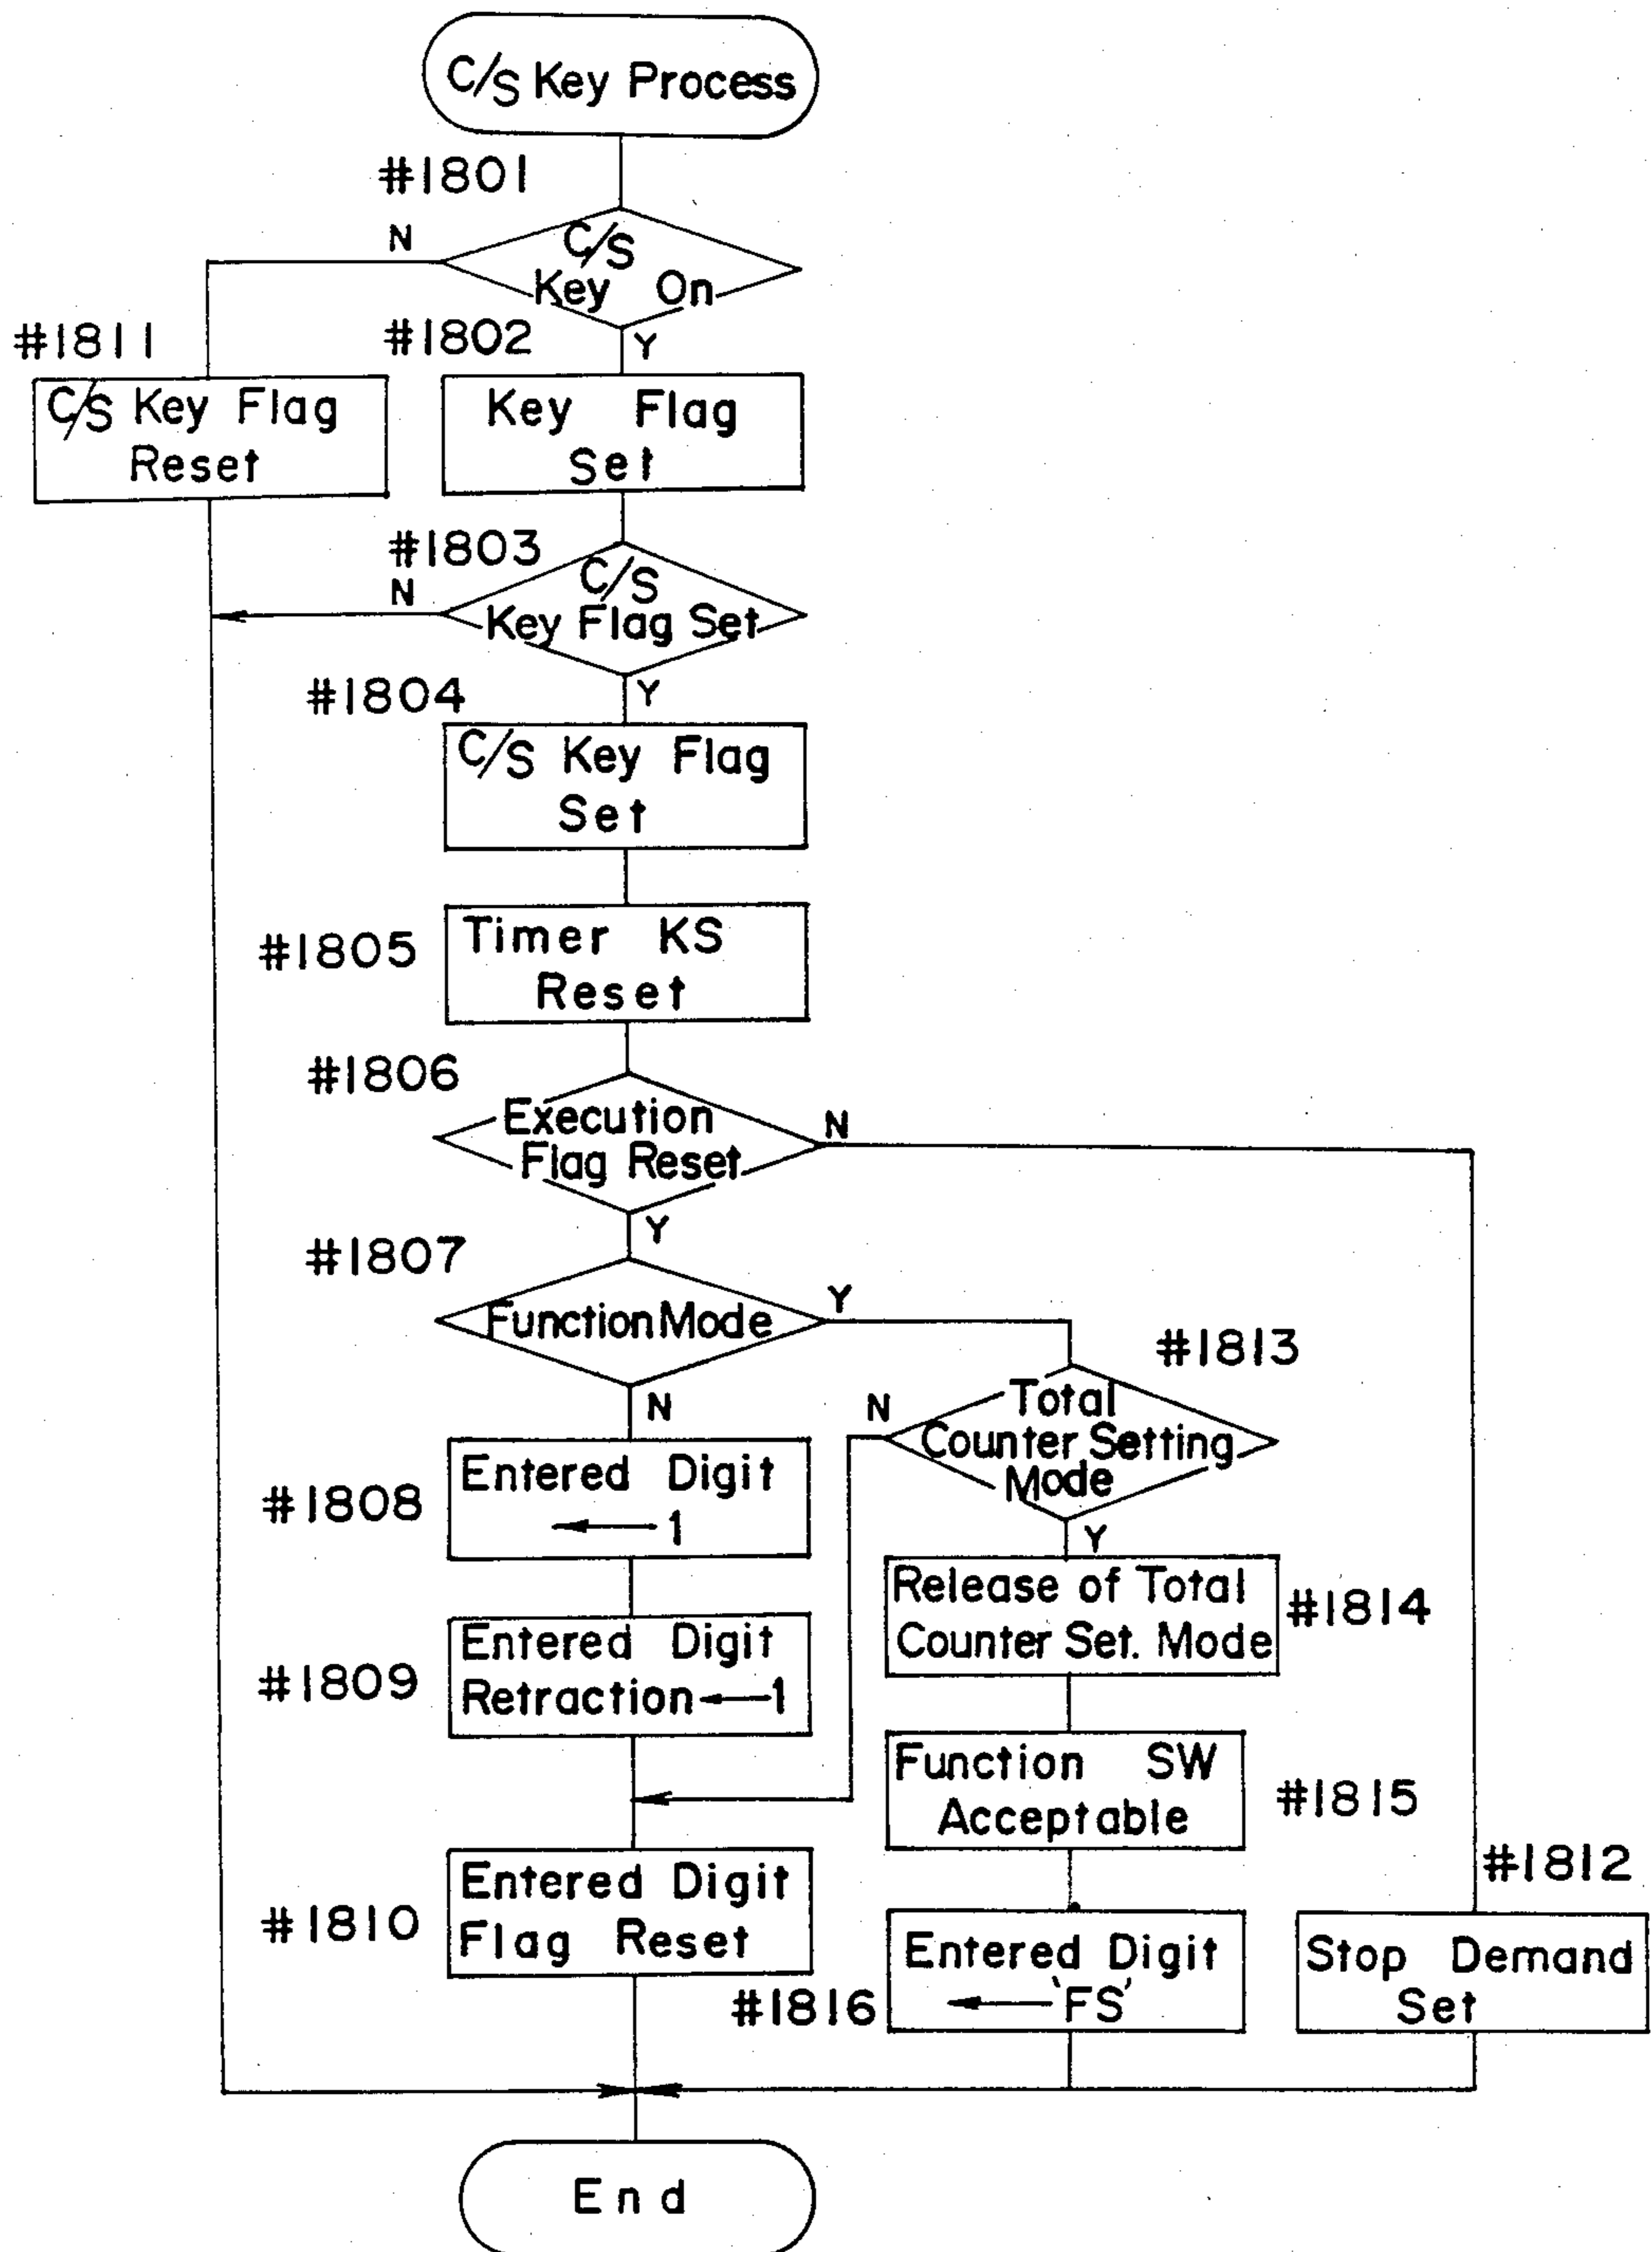 C/S Key Process
#1801
N
C/S
Key On
#1811
#1802
Y
C/S Key Flag
Reset
Key Flag
Set
#1803
N
C/S
Key Flag Set
#1804
Y
C/S Key Flag
Set
#1805
Timer KS
Reset
#1806
Execution
Flag Reset
N
Y
#1807
Function Mode
Y
N
#1813
N
Total
Counter Setting
Mode
Y
#1808
Entered Digit
← 1
Release of Total
Counter Set. Mode
#1814
#1809
Entered Digit
Retraction ← 1
Function SW
Acceptable
#1815
#1810
Entered Digit
Flag Reset
#1816
Entered Digit
← 'FS'
#1812
Stop Demand
Set
End